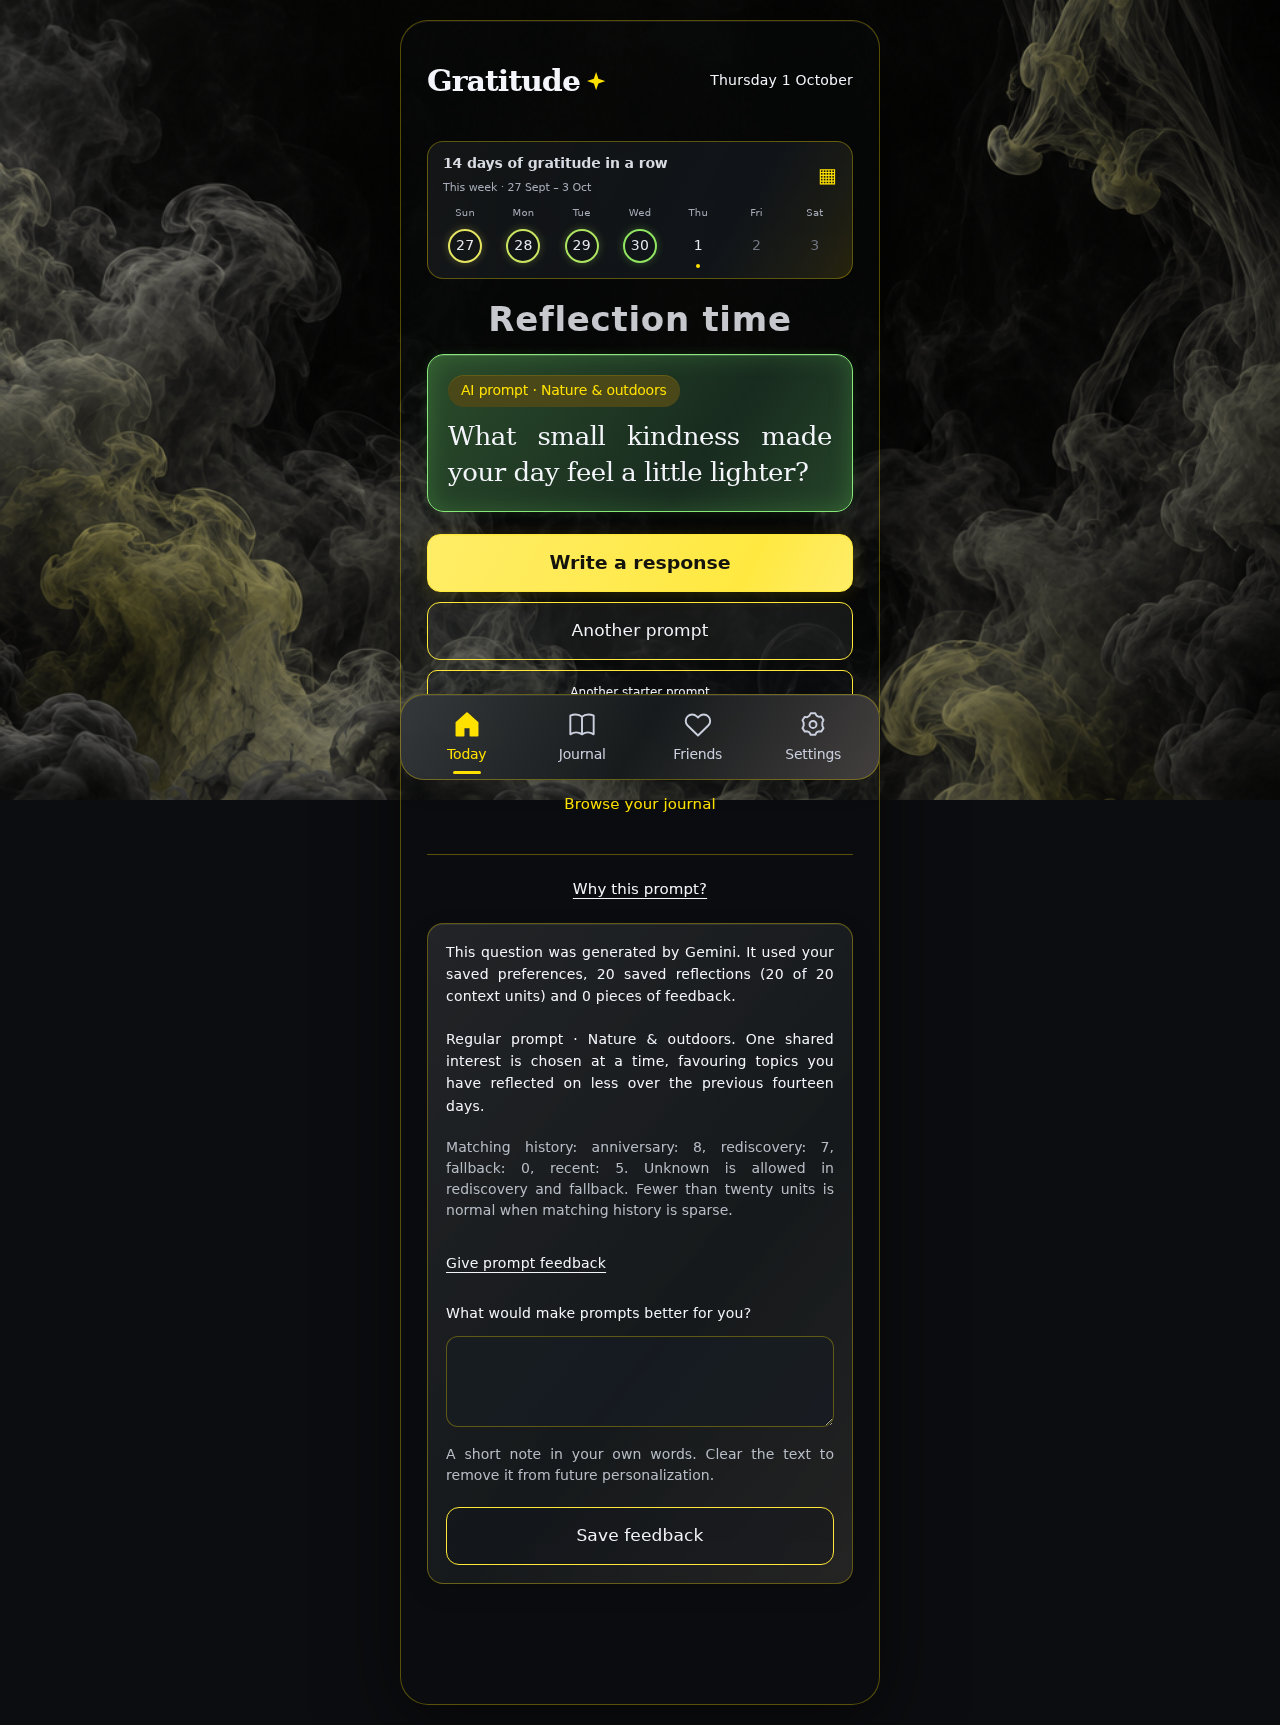 Gratitude
Thursday 1 October
14 days of gratitude in a row
This week · 27 Sept – 3 Oct
Sun Mon Tue Wed Thu Fri Sat
27 28 29 30 1 2 3
Reflection time
AI prompt · Nature & outdoors
What small kindness made
your day feel a little lighter?
Write a response
Another prompt
Another starter prompt
Today Journal Friends Settings
Browse your journal
Why this prompt?
This question was generated by Gemini. It used your
saved preferences, 20 saved reflections (20 of 20
context units) and 0 pieces of feedback.
Regular prompt · Nature & outdoors. One shared
interest is chosen at a time, favouring topics you
have reflected on less over the previous fourteen
days.
Matching history: anniversary: 8, rediscovery: 7,
fallback: 0, recent: 5. Unknown is allowed in
rediscovery and fallback. Fewer than twenty units is
normal when matching history is sparse.
Give prompt feedback
What would make prompts better for you?
A short note in your own words. Clear the text to
remove it from future personalization.
Save feedback